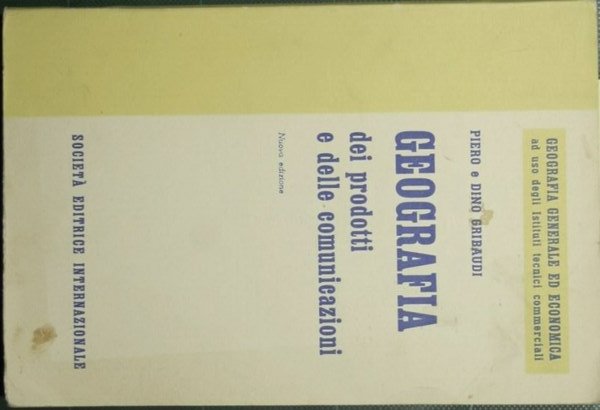 GEOGRAFIA GENERALE ED ECONOMICA
ad uso degli Istituti tecnici commerciali
PIERO e DINO GRIBAUDI
GEOGRAFIA
dei prodotti
e delle comunicazioni
Nuova edizione
SOCIETÀ EDITRICE INTERNAZIONALE